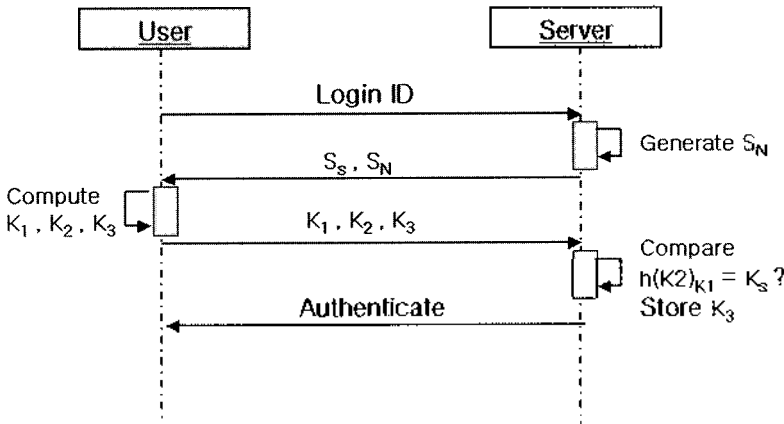 User
Server
Login ID
Generate S_N
S_s , S_N
Compute
K_1 , K_2 , K_3
K_1 , K_2 , K_3
Compare
h(K2)_K1 = K_s ?
Store K_3
Authenticate